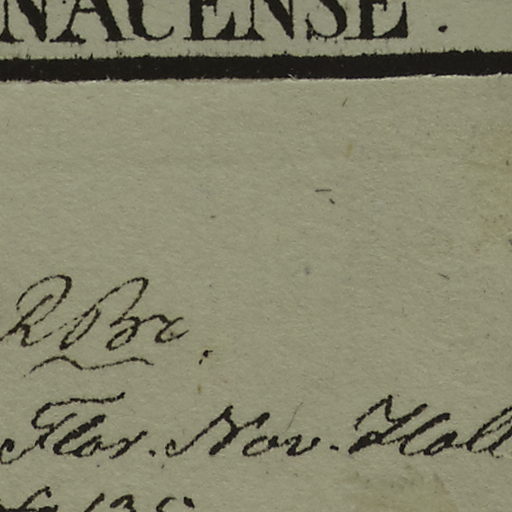 NACENSE.
R Br.
Flor. Nov. Holl